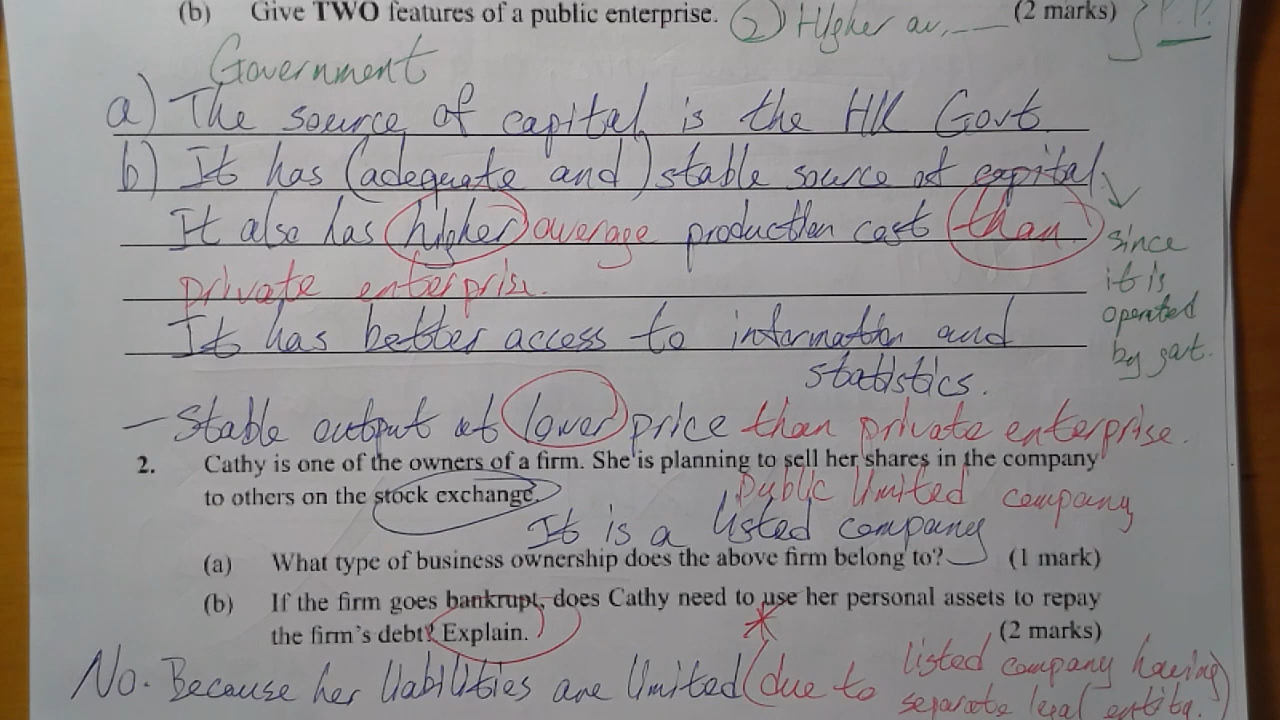 (b) Give TWO features of a public enterprise. (2 marks)
② Higher av,
Government
a) The source of capital is the HK Govt.
b) It has (adequate and) stable source of capital
It also has higher average production cost than
private enterprise.
since
it is
operated
by gavt.
It has better access to information and
statistics.
- Stable output at lower price than private enterprise.
2. Cathy is one of the owners of a firm. She is planning to sell her shares in the company
to others on the stock exchange.
public limited company
It is a listed company
(a) What type of business ownership does the above firm belong to? (1 mark)
(b) If the firm goes bankrupt, does Cathy need to use her personal assets to repay
the firm's debt? Explain. (2 marks)
No. Because her liabilities are limited (due to listed company having
separate legal entity.)